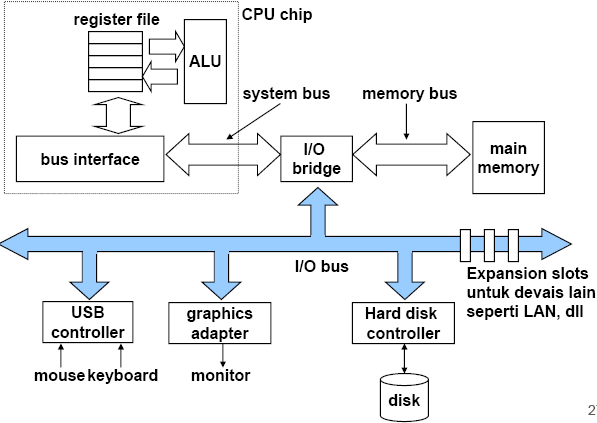 CPU chip
register file
ALU
system bus
memory bus
bus interface
I/O
bridge
main
memory
I/O bus
Expansion slots
untuk devais lain
seperti LAN, dll
USB
controller
graphics
adapter
Hard disk
controller
mouse
keyboard
monitor
disk
2